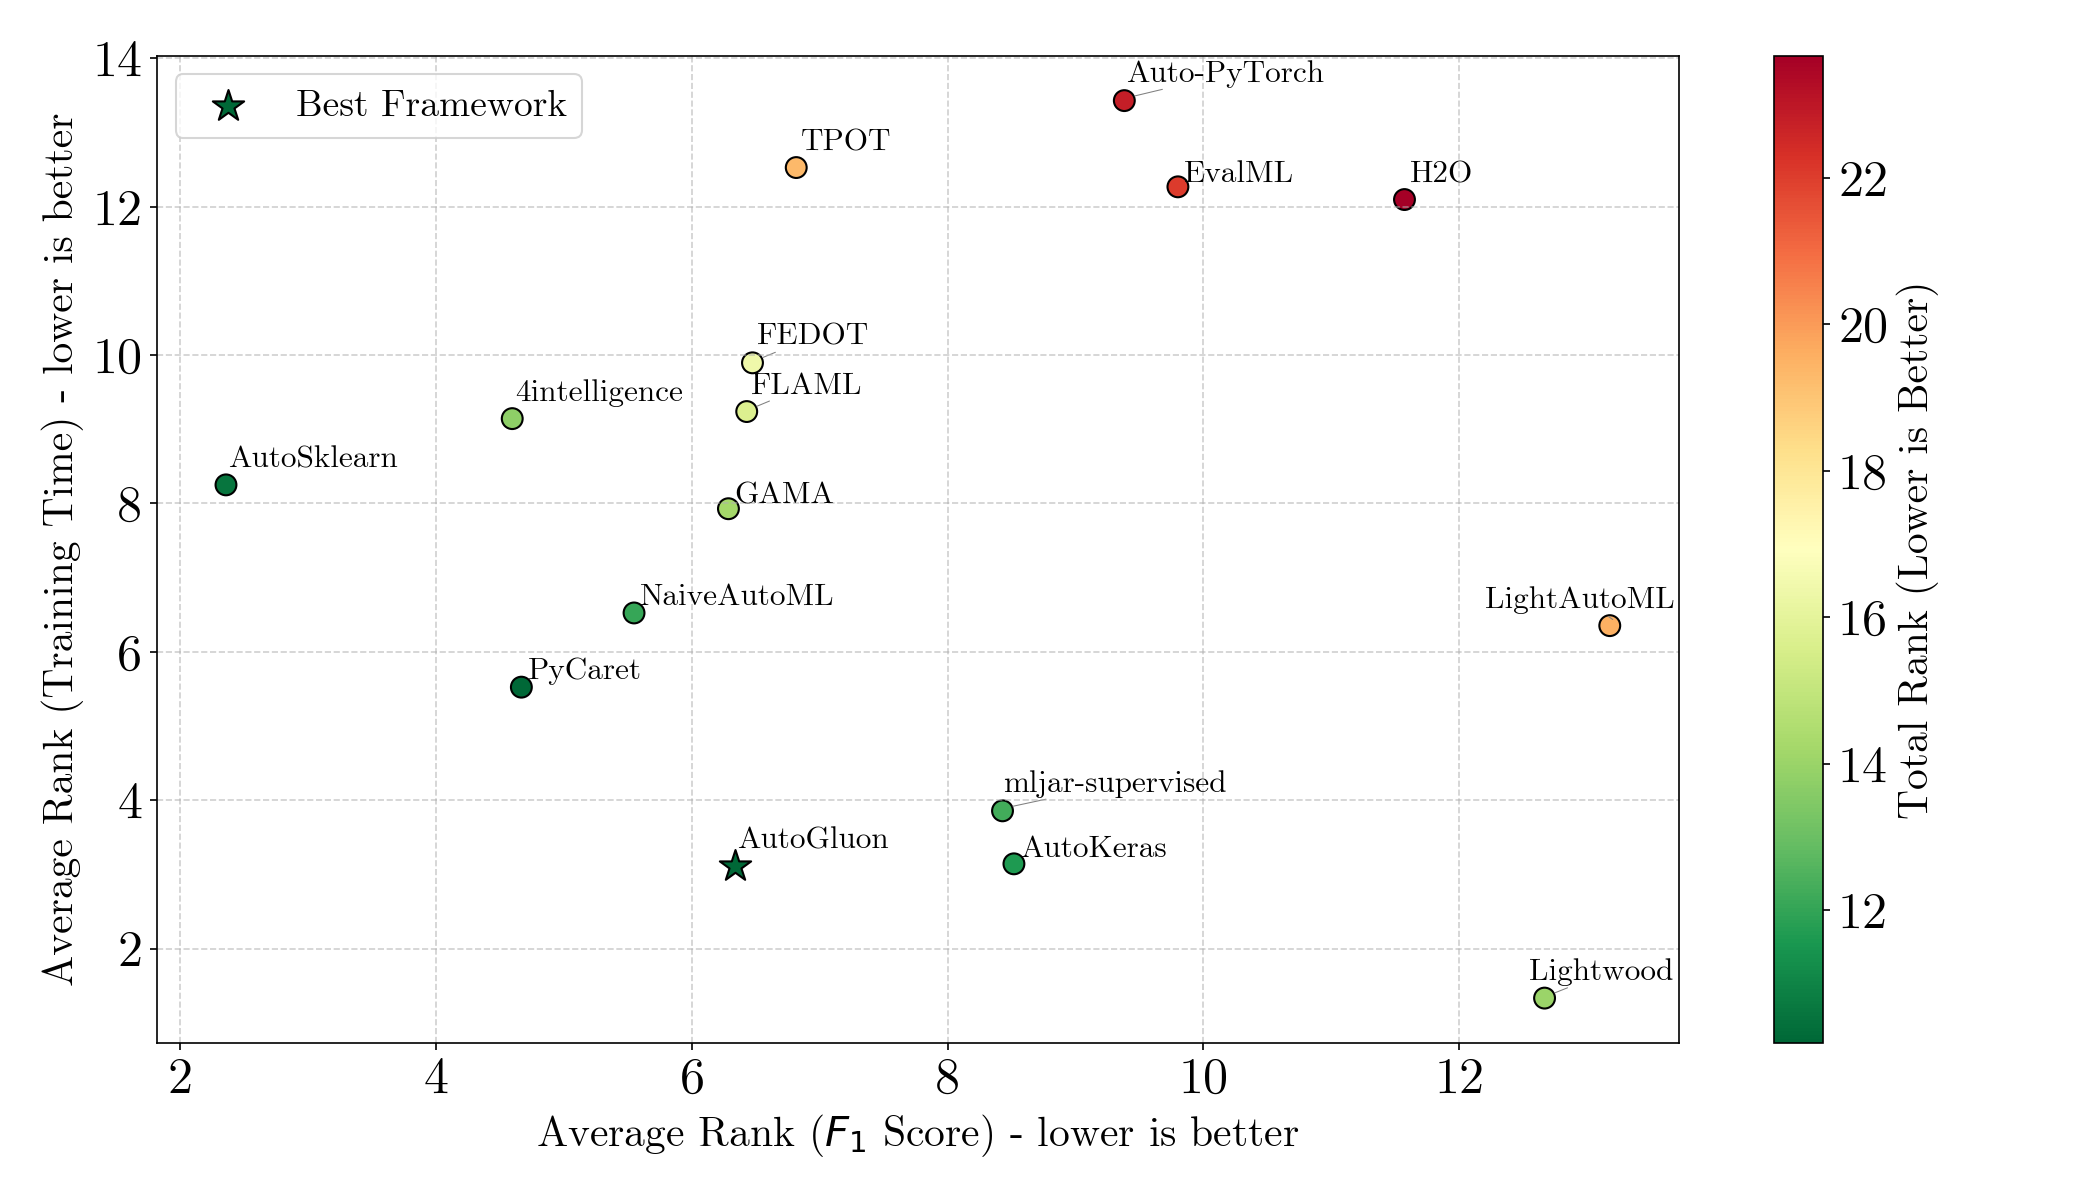 Best Framework
Auto-PyTorch
TPOT
EvalML
H2O
FEDOT
FLAML
4intelligence
AutoSklearn
GAMA
NaiveAutoML
LightAutoML
PyCaret
mljar-supervised
AutoGluon
AutoKeras
Lightwood
14
12
10
8
6
4
2
Average Rank (Training Time) - lower is better
2
4
6
8
10
12
Average Rank (F₁ Score) - lower is better
22
20
18
16
14
12
Total Rank (Lower is Better)